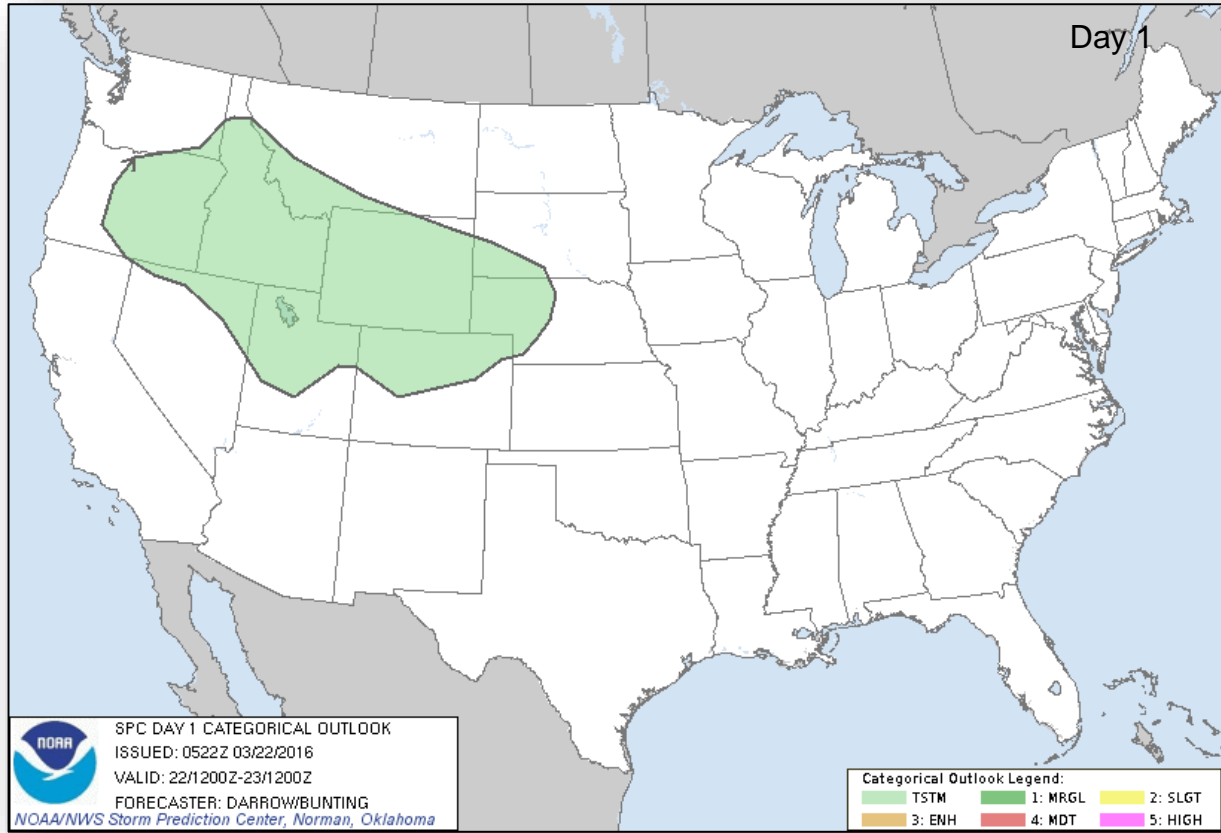 Day 1
NOAA
SPC DAY 1 CATEGORICAL OUTLOOK
ISSUED: 0522Z 03/22/2016
VALID: 22/1200Z-23/1200Z
FORECASTER: DARROW/BUNTING
NOAA/NWS Storm Prediction Center, Norman, Oklahoma
Categorical Outlook Legend:
TSTM 1: MRGL 2: SLGT
3: ENH 4: MDT 5: HIGH